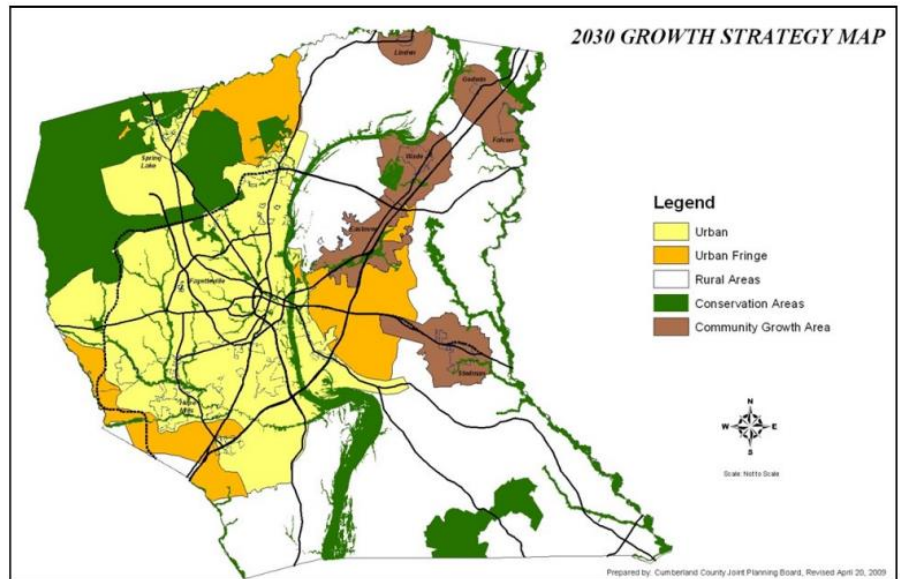 2030 GROWTH STRATEGY MAP
Linden
Godwin
Falcon
Wade
Spring
Lake
Eastover
Fayetteville
Stedman
Hope
Mills
Legend
Urban
Urban Fringe
Rural Areas
Conservation Areas
Community Growth Area
N
W E
S
Scale: Not to Scale
Prepared by: Cumberland County Joint Planning Board, Revised April 20, 2009